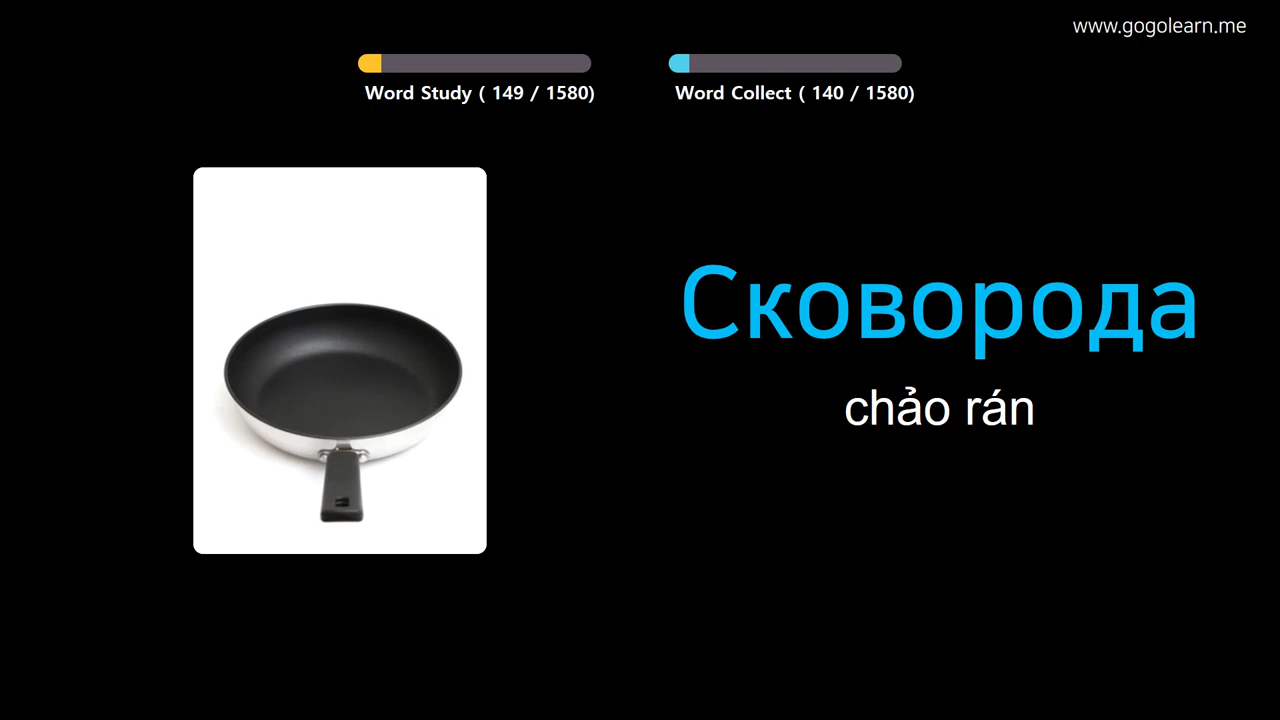 www.gogolearn.me
Word Study ( 149 / 1580)
Word Collect ( 140 / 1580)
Сковорода
chảo rán